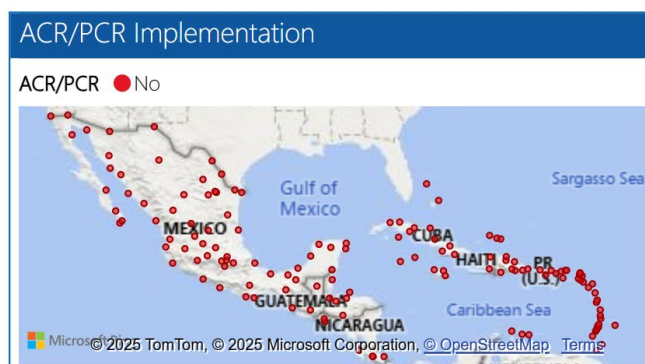 ACR/PCR Implementation
ACR/PCR No
Gulf of
Mexico
Sargasso Sea
MEXICO
CUBA
HAITI
PR
(U.S.)
GUATEMALA
Caribbean Sea
NICARAGUA
Microsoft
© 2025 TomTom, © 2025 Microsoft Corporation, © OpenStreetMap Terms